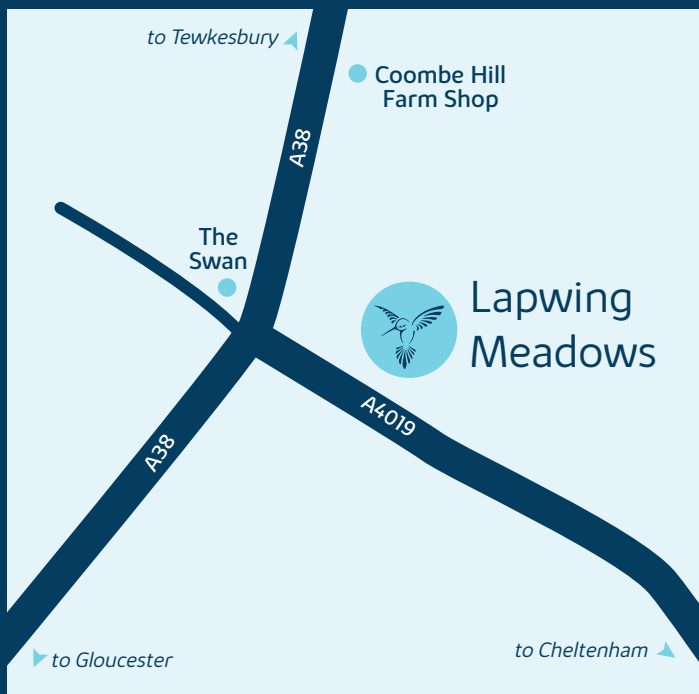 to Tewkesbury
Coombe Hill
Farm Shop
A38
The
Swan
Lapwing
Meadows
A4019
A38
to Gloucester
to Cheltenham